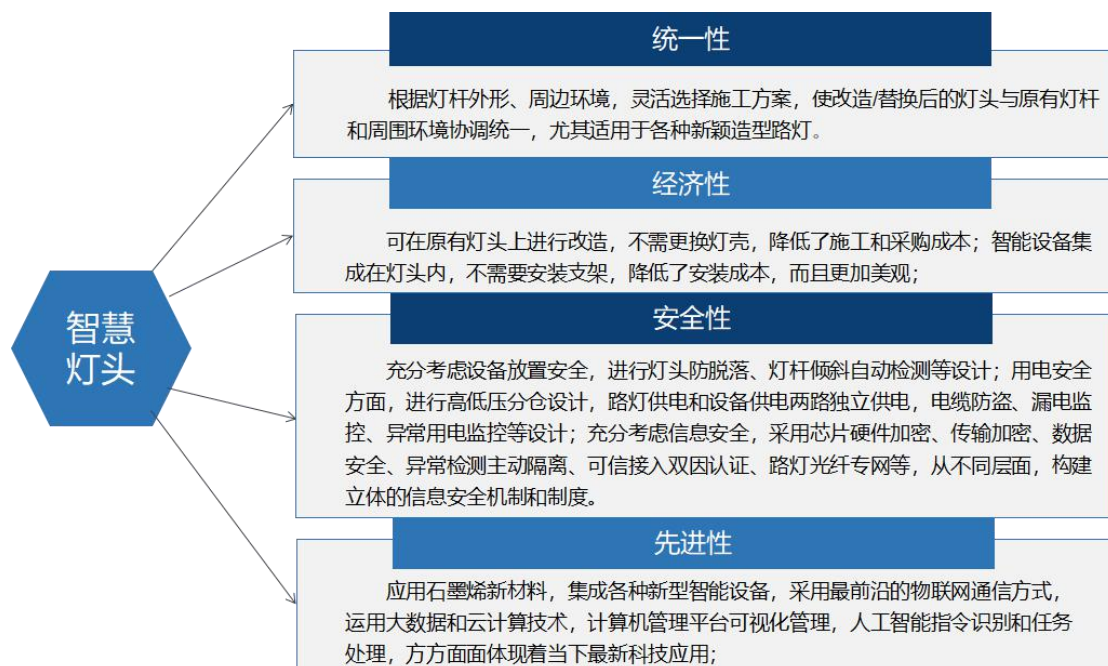 智慧
灯头
统一性
根据灯杆外形、周边环境，灵活选择施工方案，使改造/替换后的灯头与原有灯杆
和周围环境协调统一，尤其适用于各种新颖造型路灯。
经济性
可在原有灯头上进行改造，不需更换灯壳，降低了施工和采购成本；智能设备集
成在灯头内，不需要安装支架，降低了安装成本，而且更加美观；
安全性
充分考虑设备放置安全，进行灯头防脱落、灯杆倾斜自动检测等设计；用电安全
方面，进行高低压分仓设计，路灯供电和设备供电两路独立供电，电缆防盗、漏电监
控、异常用电监控等设计；充分考虑信息安全，采用芯片硬件加密、传输加密、数据
安全、异常检测主动隔离、可信接入双因认证、路灯光纤专网等，从不同层面，构建
立体的信息安全机制和制度。
先进性
应用石墨烯新材料，集成各种新型智能设备，采用最前沿的物联网通信方式，
运用大数据和云计算技术，计算机管理平台可视化管理，人工智能指令识别和任务
处理，方方面面体现着当下最新科技应用；